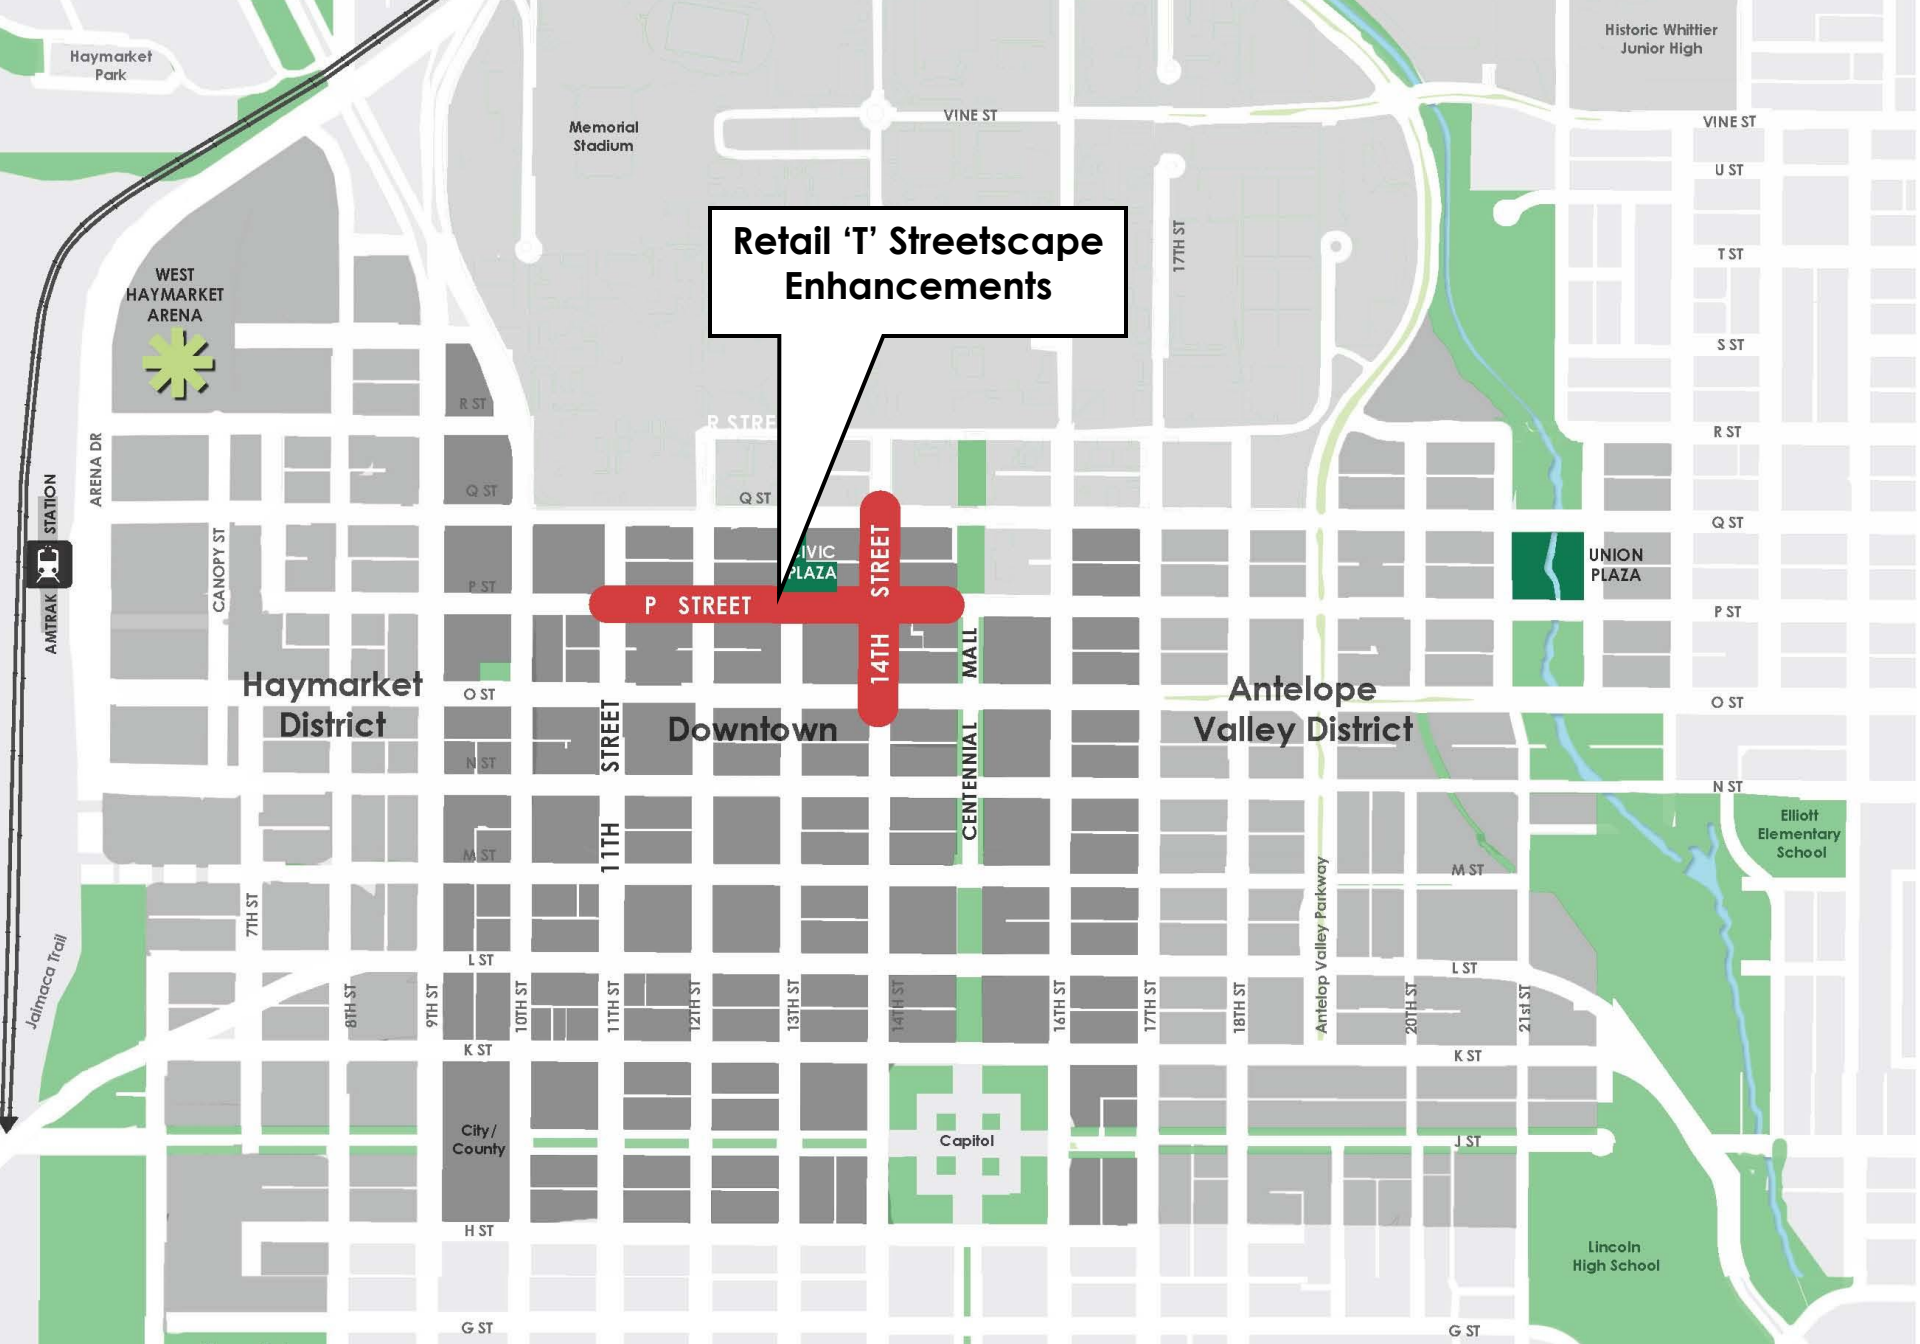 Haymarket
Park
Historic Whittier
Junior High
VINE ST
VINE ST
Memorial
Stadium
U ST
17TH ST
Retail ‘T’ Streetscape
Enhancements
T ST
WEST
HAYMARKET
ARENA
S ST
R ST
R STRE
R ST
ARENA DR
Q ST
Q ST
Q ST
AMTRAK STATION
CANOPY ST
CIVIC
PLAZA
14TH STREET
UNION
PLAZA
P ST
P STREET
P ST
Haymarket
District
O ST
Downtown
11TH STREET
CENTENNIAL MALL
Antelope
Valley District
O ST
N ST
N ST
Elliott
Elementary
School
M ST
M ST
7TH ST
Jaimaca Trail
Antelop Valley Parkway
L ST
L ST
8TH ST
9TH ST
10TH ST
11TH ST
12TH ST
13TH ST
14TH ST
16TH ST
17TH ST
18TH ST
20TH ST
21st ST
K ST
K ST
City/
County
Capitol
J ST
H ST
Lincoln
High School
G ST
G ST